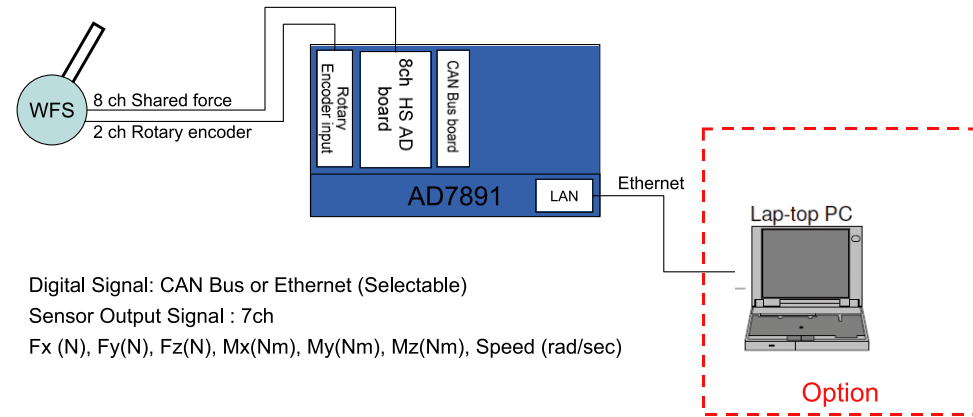 WFS
8 ch Shared force
2 ch Rotary encoder
Rotary
Encoder input
8ch HS AD
board
CAN Bus board
AD7891
LAN
Ethernet
Lap-top PC
Digital Signal: CAN Bus or Ethernet (Selectable)
Sensor Output Signal : 7ch
Fx (N), Fy(N), Fz(N), Mx(Nm), My(Nm), Mz(Nm), Speed (rad/sec)
Option